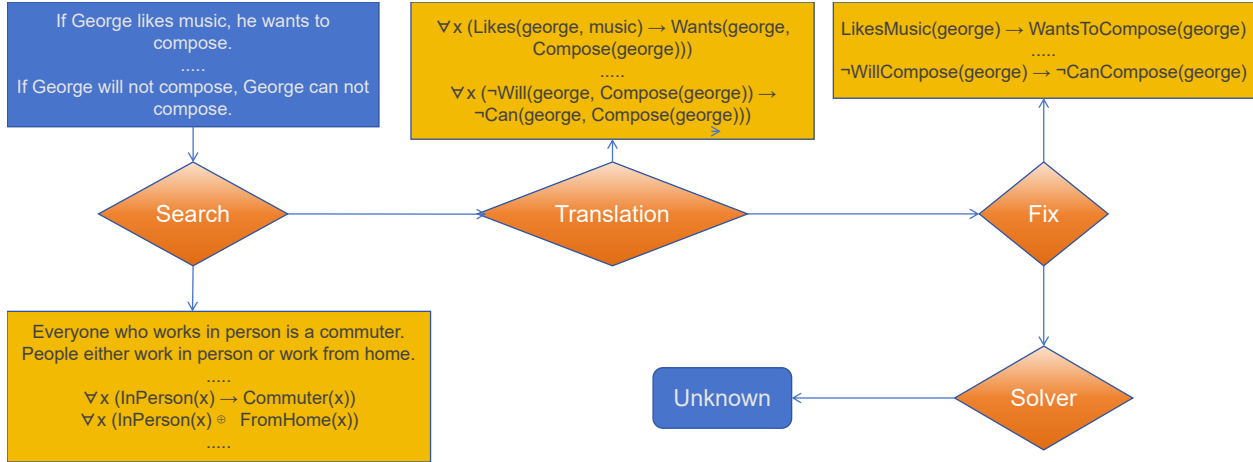 If George likes music, he wants to
compose.
.....
If George will not compose, George can not
compose.
∀x (Likes(george, music) → Wants(george,
Compose(george)))
.....
∀x (¬Will(george, Compose(george)) →
¬Can(george, Compose(george)))
LikesMusic(george) → WantsToCompose(george)
.....
¬WillCompose(george) → ¬CanCompose(george)
Search
Translation
Fix
Everyone who works in person is a commuter.
People either work in person or work from home.
.....
∀x (InPerson(x) → Commuter(x))
∀x (InPerson(x) ⊕ FromHome(x))
.....
Unknown
Solver